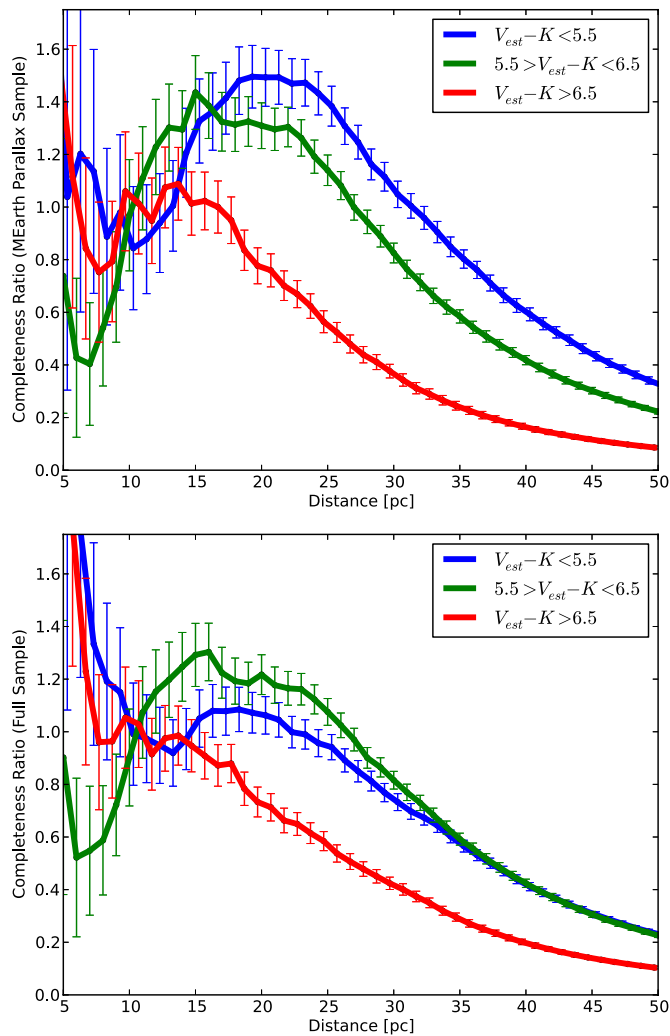 Completeness Ratio (MEarth Parallax Sample)
1.6
1.4
1.2
1.0
0.8
0.6
0.4
0.2
0.0
V_est−K<5.5
5.5>V_est−K<6.5
V_est−K>6.5
5 10 15 20 25 30 35 40 45 50
Distance [pc]
Completeness Ratio (Full Sample)
1.6
1.4
1.2
1.0
0.8
0.6
0.4
0.2
0.0
V_est−K<5.5
5.5>V_est−K<6.5
V_est−K>6.5
5 10 15 20 25 30 35 40 45 50
Distance [pc]